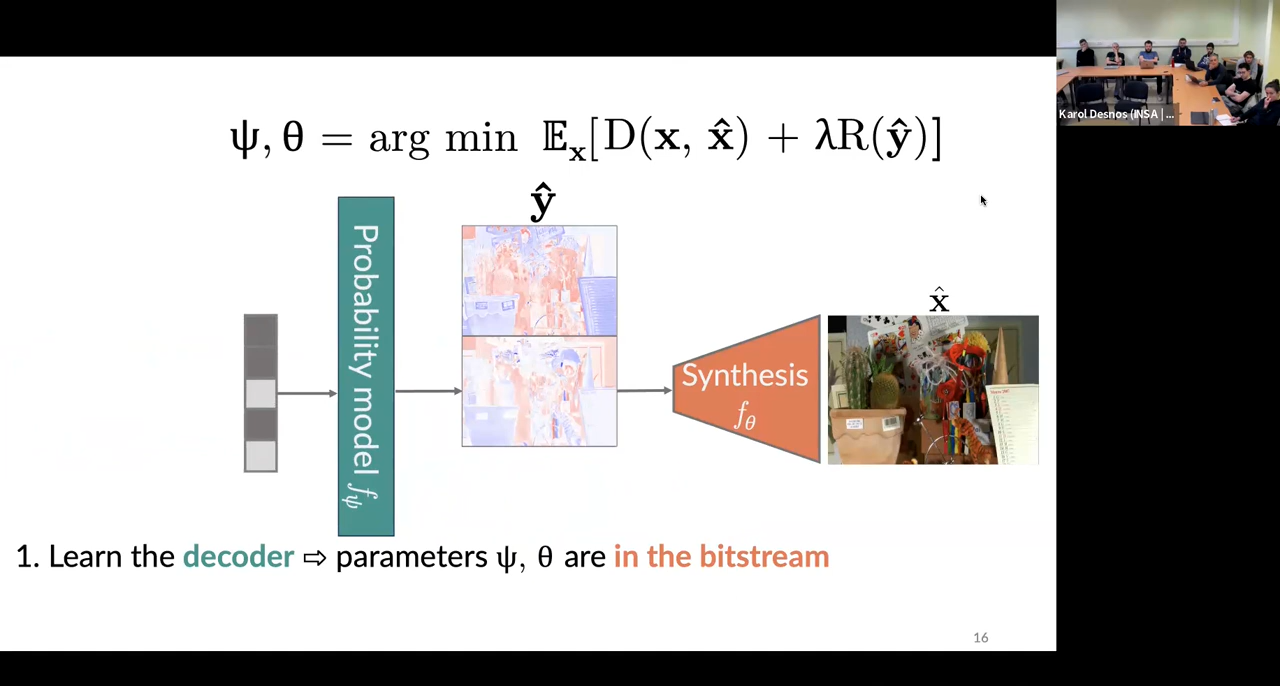 ψ, θ = arg min 𝔼ₓ[D(x, x̂) + λR(ŷ)]
ŷ
Probability model f_ψ
x̂
Synthesis
f_θ
1. Learn the decoder ⇨ parameters ψ, θ are in the bitstream
16
Karol Desnos (INSA | ...